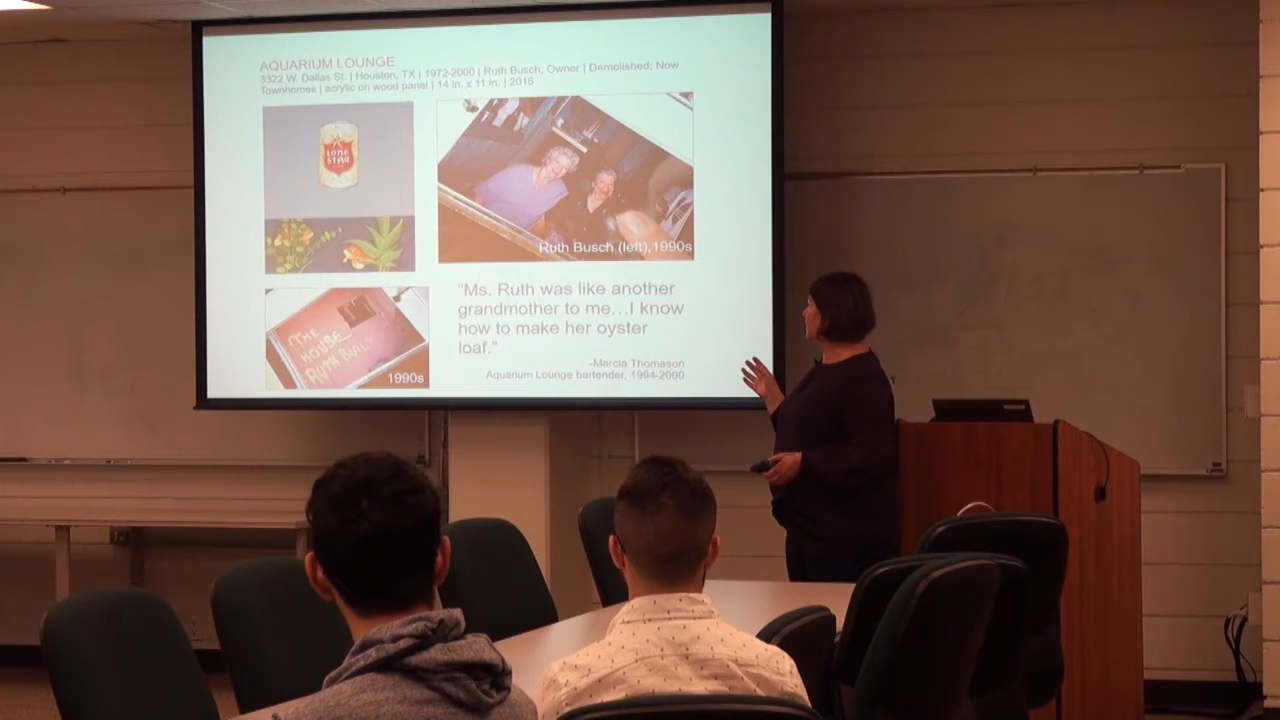 AQUARIUM LOUNGE
3322 W. Dallas St. | Houston, TX | 1972-2000 | Ruth Busch, Owner | Demolished; Now
Townhomes | acrylic on wood panel | 14 in. x 11 in. | 2016
LONE
STAR
Ruth Busch (left), 1990s
"Ms. Ruth was like another
grandmother to me…I know
how to make her oyster
loaf."
-Marcia Thomason
Aquarium Lounge bartender, 1994-2000
THE
HOUSE
RUTH BUILT
1990s